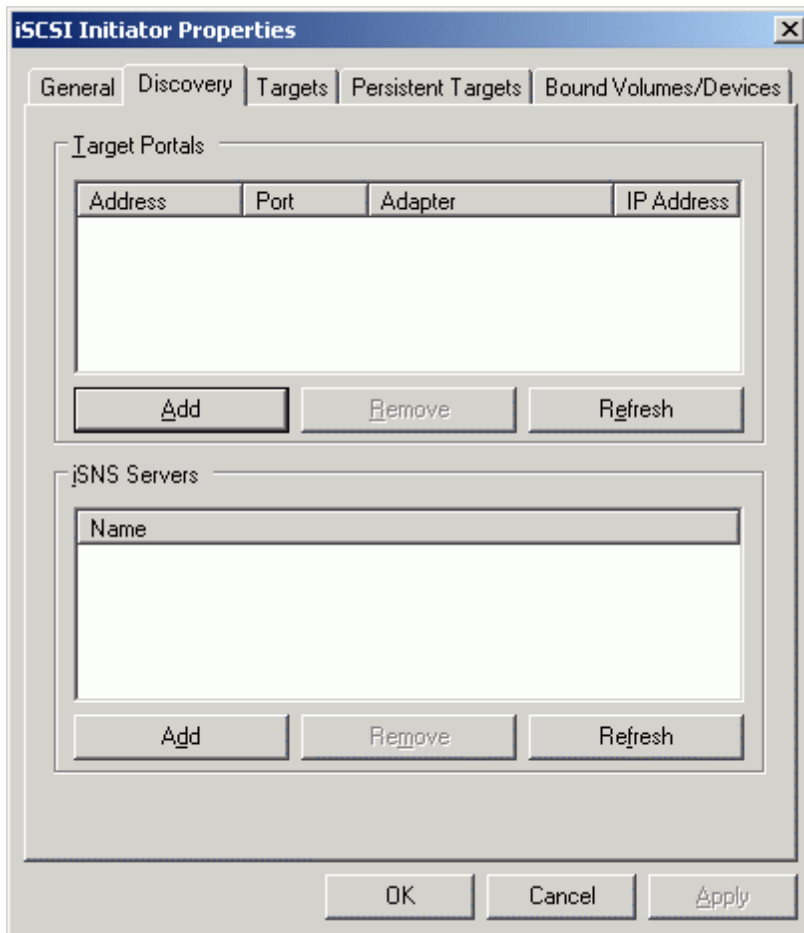 iSCSI Initiator Properties
General Discovery Targets Persistent Targets Bound Volumes/Devices
Target Portals
Address Port Adapter IP Address
Add Remove Refresh
iSNS Servers
Name
Add Remove Refresh
OK Cancel Apply